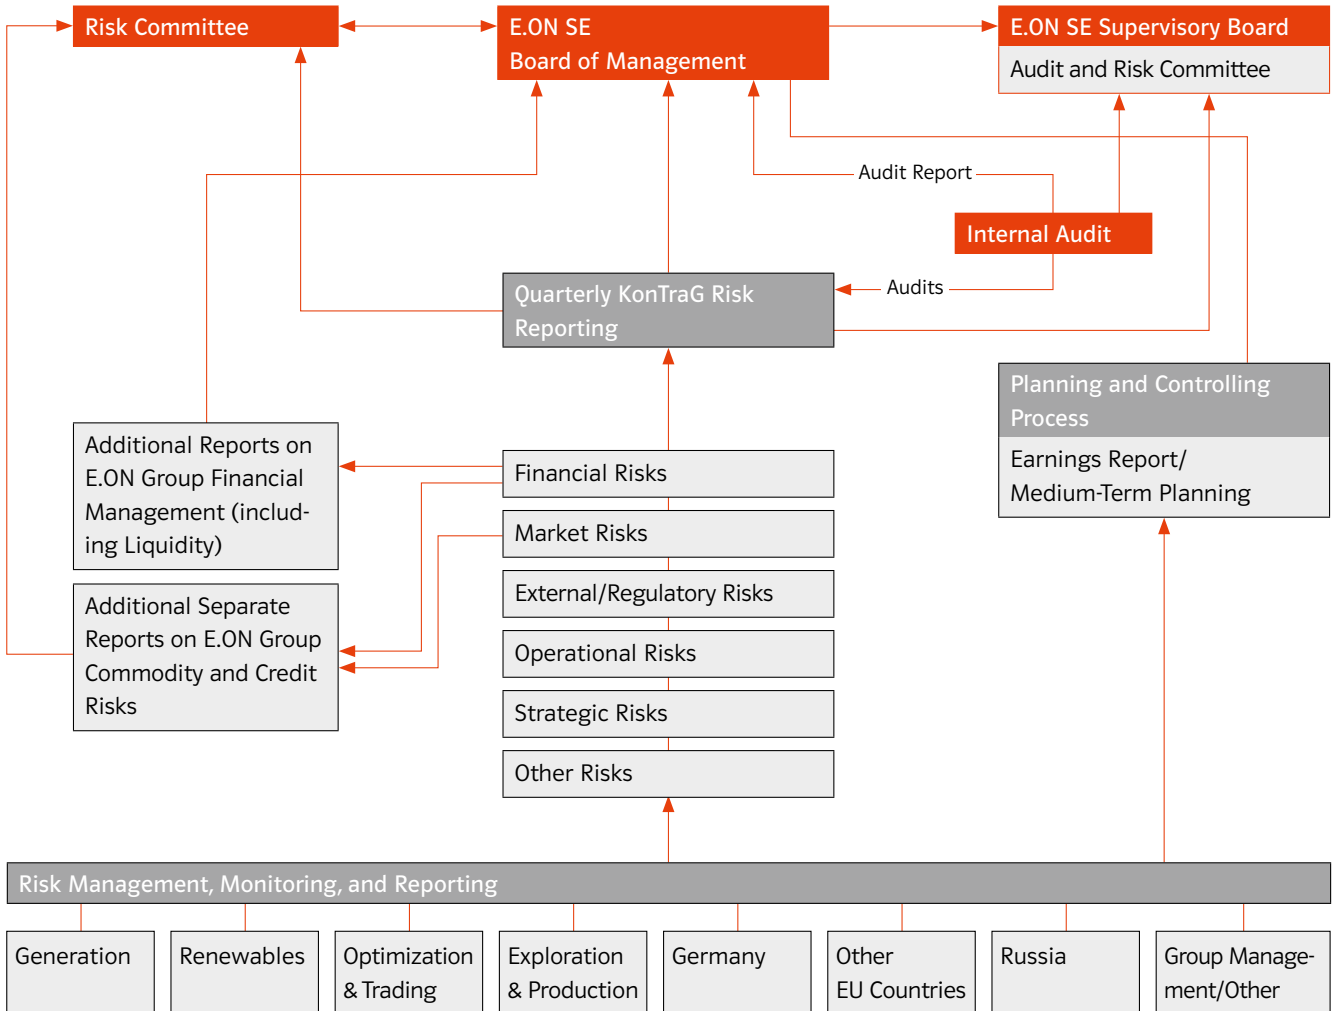 Risk Committee
E.ON SE
Board of Management
E.ON SE Supervisory Board
Audit and Risk Committee
Audit Report
Internal Audit
Audits
Quarterly KonTraG Risk
Reporting
Planning and Controlling
Process
Earnings Report/
Medium-Term Planning
Additional Reports on
E.ON Group Financial
Management (includ-
ing Liquidity)
Additional Separate
Reports on E.ON Group
Commodity and Credit
Risks
Financial Risks
Market Risks
External/Regulatory Risks
Operational Risks
Strategic Risks
Other Risks
Risk Management, Monitoring, and Reporting
Generation
Renewables
Optimization
& Trading
Exploration
& Production
Germany
Other
EU Countries
Russia
Group Manage-
ment/Other